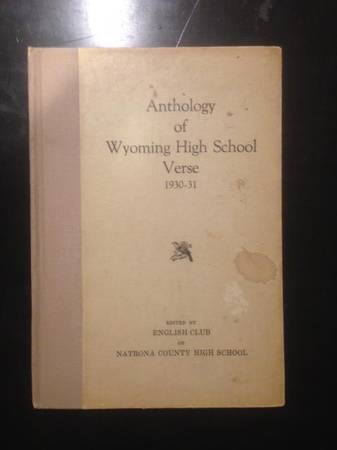 Anthology
of
Wyoming High School
Verse
1930-31
EDITED BY
ENGLISH CLUB
OF
NATRONA COUNTY HIGH SCHOOL